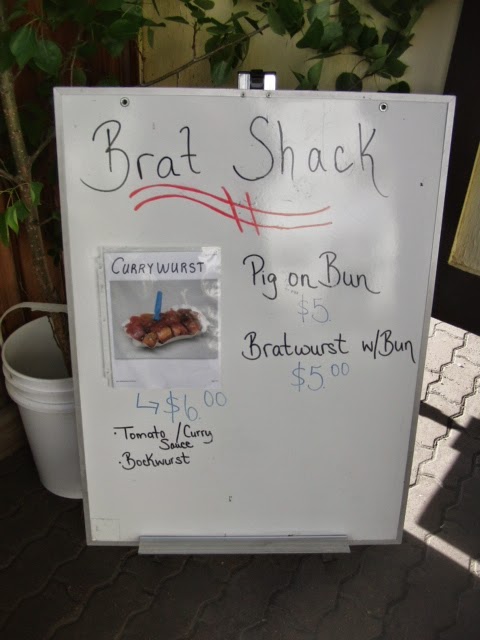 Brat Shack
CURRYWURST
↳ $6.00
· Tomato /Curry
Sauce
· Bockwurst
Pig on Bun
$5.
Bratwurst w/Bun
$5.00